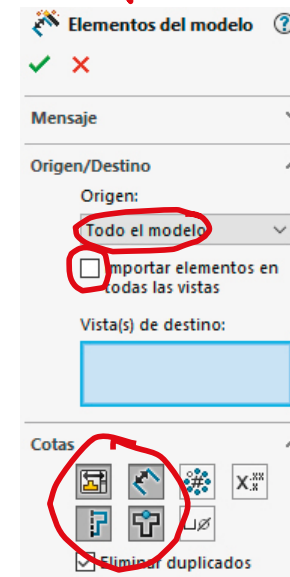 Elementos del modelo ?
Mensaje
Origen/Destino
Origen:
Todo el modelo
Importar elementos en
todas las vistas
Vista(s) de destino:
Cotas
# X.XX
X.X
Eliminar duplicados